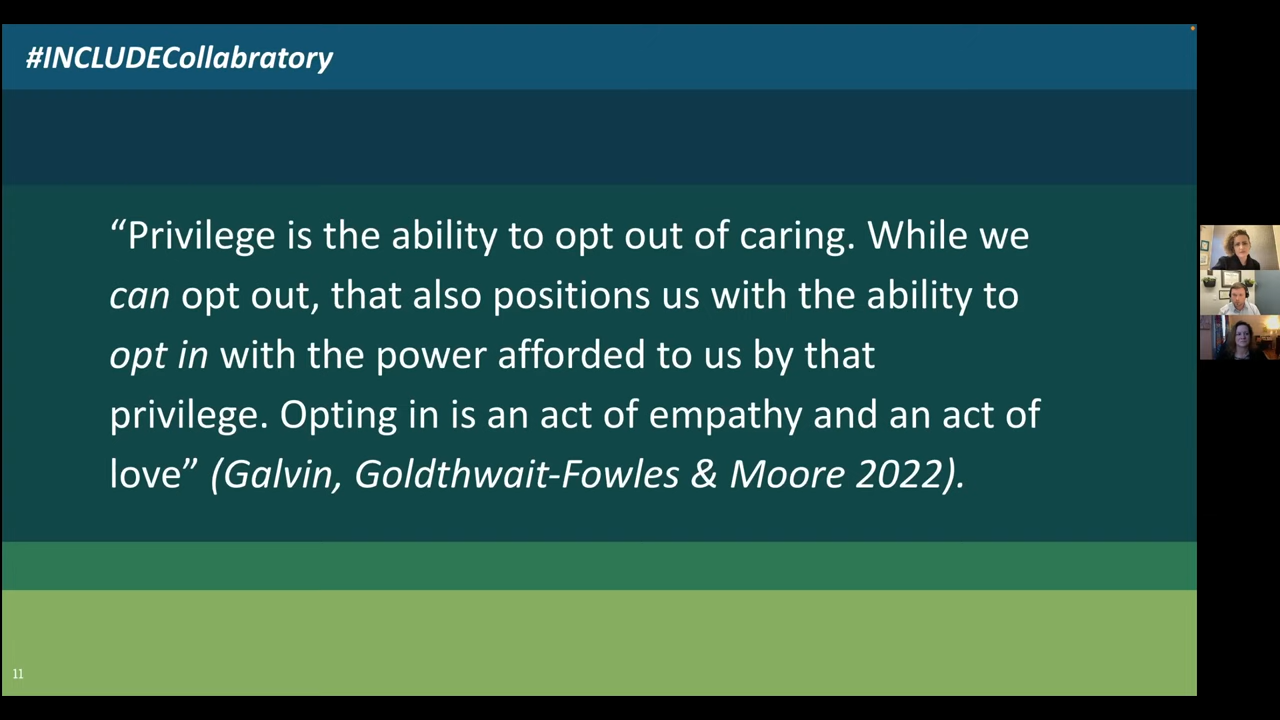 #INCLUDECollabratory
“Privilege is the ability to opt out of caring. While we
can opt out, that also positions us with the ability to
opt in with the power afforded to us by that
privilege. Opting in is an act of empathy and an act of
love” (Galvin, Goldthwait-Fowles & Moore 2022).
11